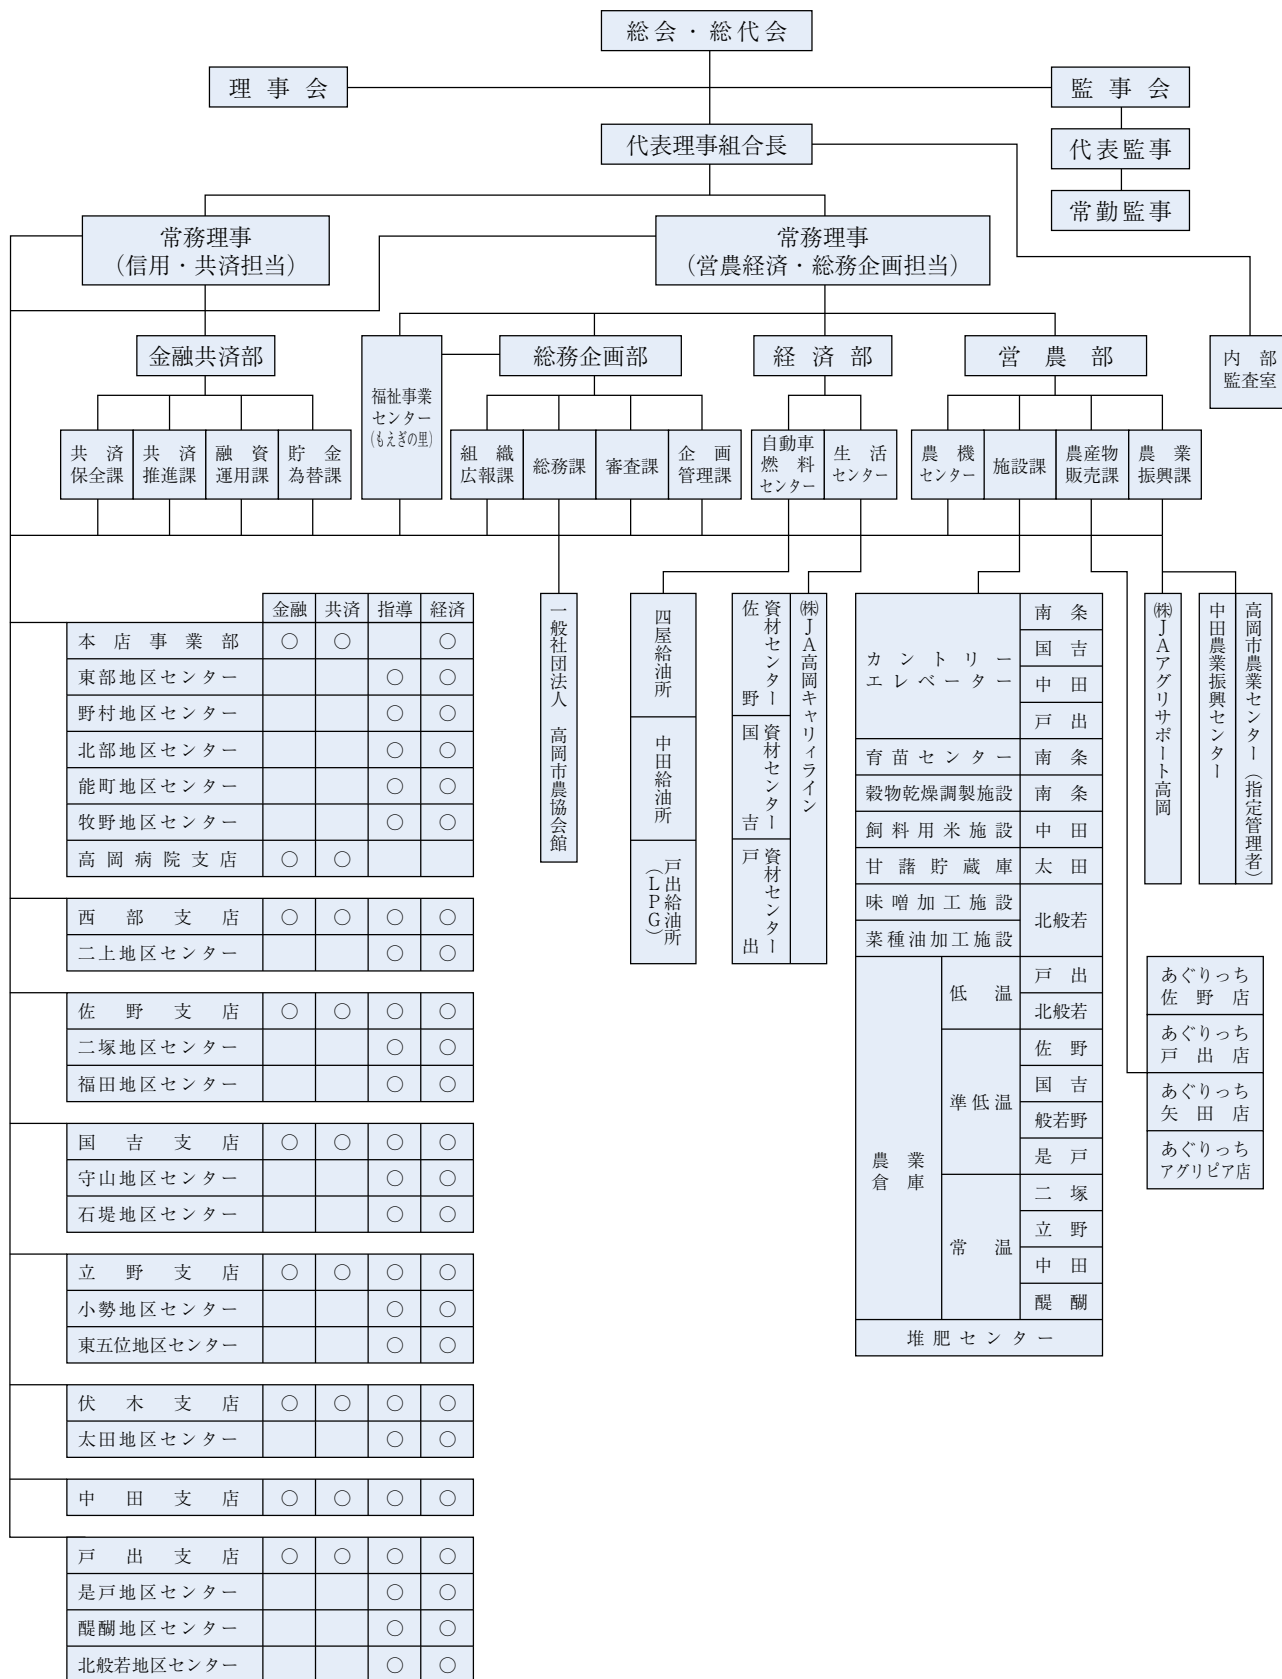 総会・総代会
理事会
監事会
代表理事組合長
代表監事
常勤監事
常務理事
(信用・共済担当)
常務理事
(営農経済・総務企画担当)
金融共済部
福祉事業
センター
(もえぎの里)
総務企画部
経済部
営農部
内部
監査室
共済
保全課
共済
推進課
融資
運用課
貯金
為替課
組織
広報課
総務課
審査課
企画
管理課
自動車
燃料
センター
生活
センター
農機
センター
施設課
農産物
販売課
農業
振興課
金融 共済 指導 経済
本店事業部 ○ ○ ○
東部地区センター ○ ○
野村地区センター ○ ○
北部地区センター ○ ○
能町地区センター ○ ○
牧野地区センター ○ ○
高岡病院支店 ○ ○
西部支店 ○ ○ ○ ○
二上地区センター ○ ○
佐野支店 ○ ○ ○ ○
二塚地区センター ○ ○
福田地区センター ○ ○
国吉支店 ○ ○ ○ ○
守山地区センター ○ ○
石堤地区センター ○ ○
立野支店 ○ ○ ○ ○
小勢地区センター ○ ○
東五位地区センター ○ ○
伏木支店 ○ ○ ○ ○
太田地区センター ○ ○
中田支店 ○ ○ ○ ○
戸出支店 ○ ○ ○ ○
是戸地区センター ○ ○
醍醐地区センター ○ ○
北般若地区センター ○ ○
一般社団法人 高岡市農協会館
四屋給油所
中田給油所
戸出給油所
(LPG)
資材センター
佐野
資材センター
国吉
資材センター
戸出
㈱JA高岡キャリィライン
カントリー
エレベーター
南条
国吉
中田
戸出
育苗センター 南条
穀物乾燥調製施設 南条
飼料用米施設 中田
甘藷貯蔵庫 太田
味噌加工施設
菜種油加工施設
北般若
農業
倉庫
低温
戸出
北般若
準低温
佐野
国吉
般若野
是戸
常温
二塚
立野
中田
醍醐
堆肥センター
㈱JAアグリサポート高岡
高岡市農業センター(指定管理者)
中田農業振興センター
あぐりっち
佐野店
あぐりっち
戸出店
あぐりっち
矢田店
あぐりっち
アグリピア店